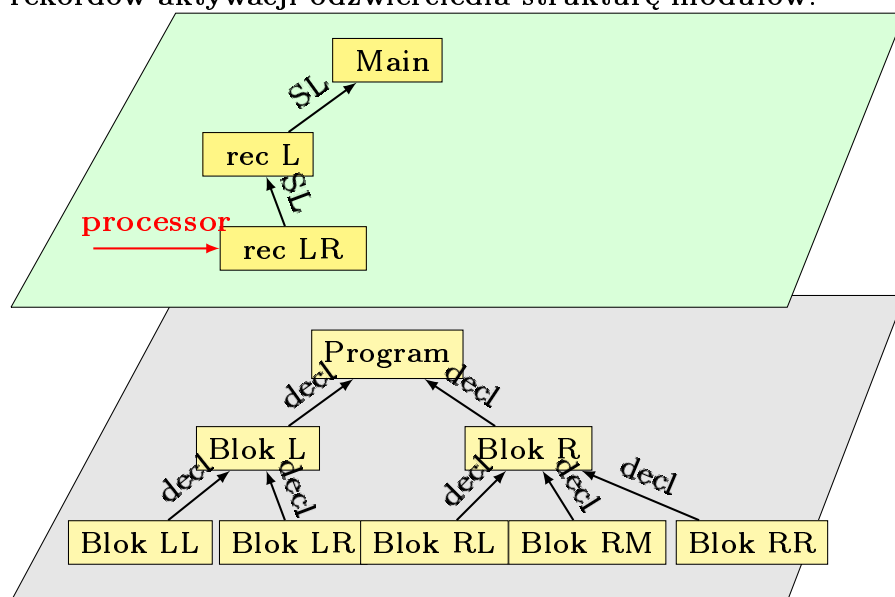 rekordów aktywacji odzwierciedla strukturę modułów.
Main
SL
rec L
SL
processor
rec LR
Program
decl
decl
Blok L
Blok R
decl
decl
decl
decl
decl
Blok LL
Blok LR
Blok RL
Blok RM
Blok RR